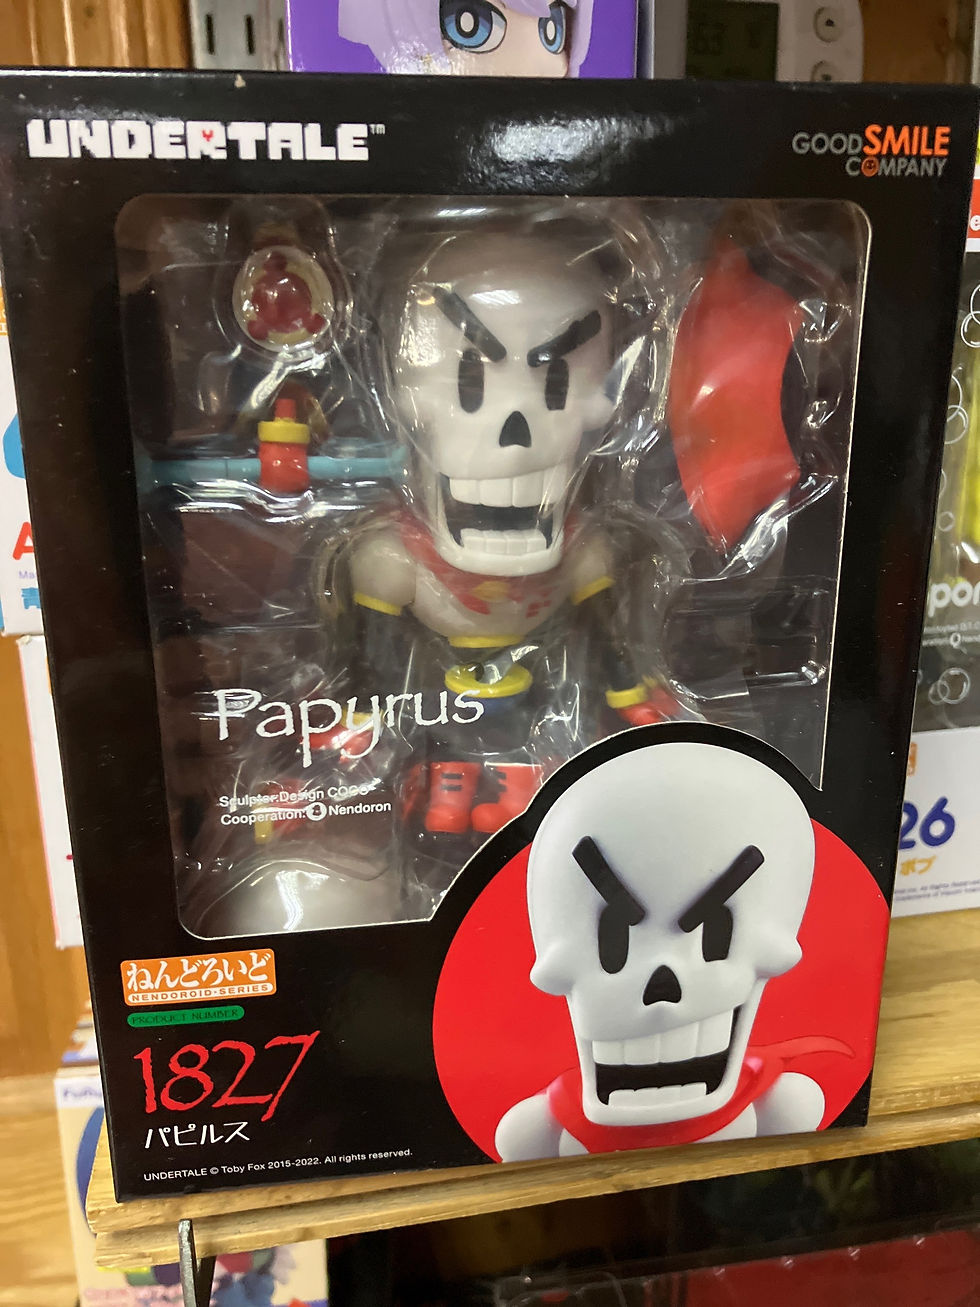 UNDERTALE™
GOOD SMILE
COMPANY
Papyrus
Sculptor:Design COCO
Cooperation: Nendoron
ねんどろいど
NENDOROID·SERIES
PRODUCT NUMBER
1827
パピルス
UNDERTALE © Toby Fox 2015-2022. All rights reserved.
26